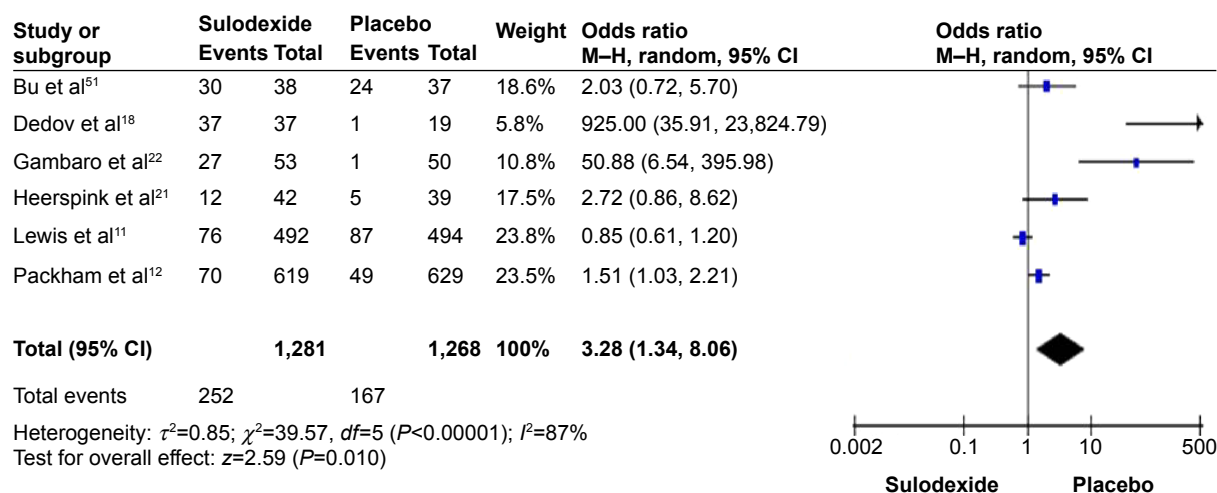 Study or subgroup Sulodexide Placebo Weight Odds ratio Odds ratio
Events Total Events Total M–H, random, 95% CI M–H, random, 95% CI
Bu et al51 30 38 24 37 18.6% 2.03 (0.72, 5.70)
Dedov et al18 37 37 1 19 5.8% 925.00 (35.91, 23,824.79)
Gambaro et al22 27 53 1 50 10.8% 50.88 (6.54, 395.98)
Heerspink et al21 12 42 5 39 17.5% 2.72 (0.86, 8.62)
Lewis et al11 76 492 87 494 23.8% 0.85 (0.61, 1.20)
Packham et al12 70 619 49 629 23.5% 1.51 (1.03, 2.21)
Total (95% CI) 1,281 1,268 100% 3.28 (1.34, 8.06)
Total events 252 167
Heterogeneity: τ²=0.85; χ²=39.57, df=5 (P<0.00001); I²=87%
Test for overall effect: z=2.59 (P=0.010)
0.002 0.1 1 10 500
Sulodexide Placebo